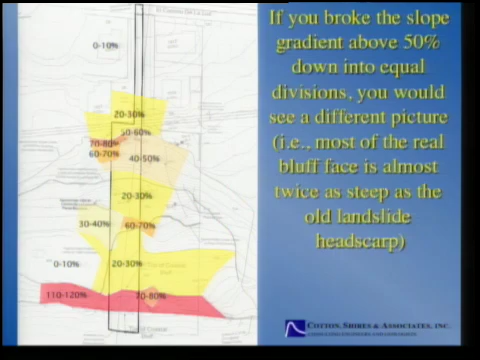 0-10%
20-30%
50-60%
70-80%
60-70%
40-50%
20-30%
30-40%
60-70%
0-10%
20-30%
110-120%
70-80%
If you broke the slope
gradient above 50%
down into equal
divisions, you would
see a different picture
(i.e., most of the real
bluff face is almost
twice as steep as the
old landslide
headscarp)
COTTON, SHIRES & ASSOCIATES, INC.